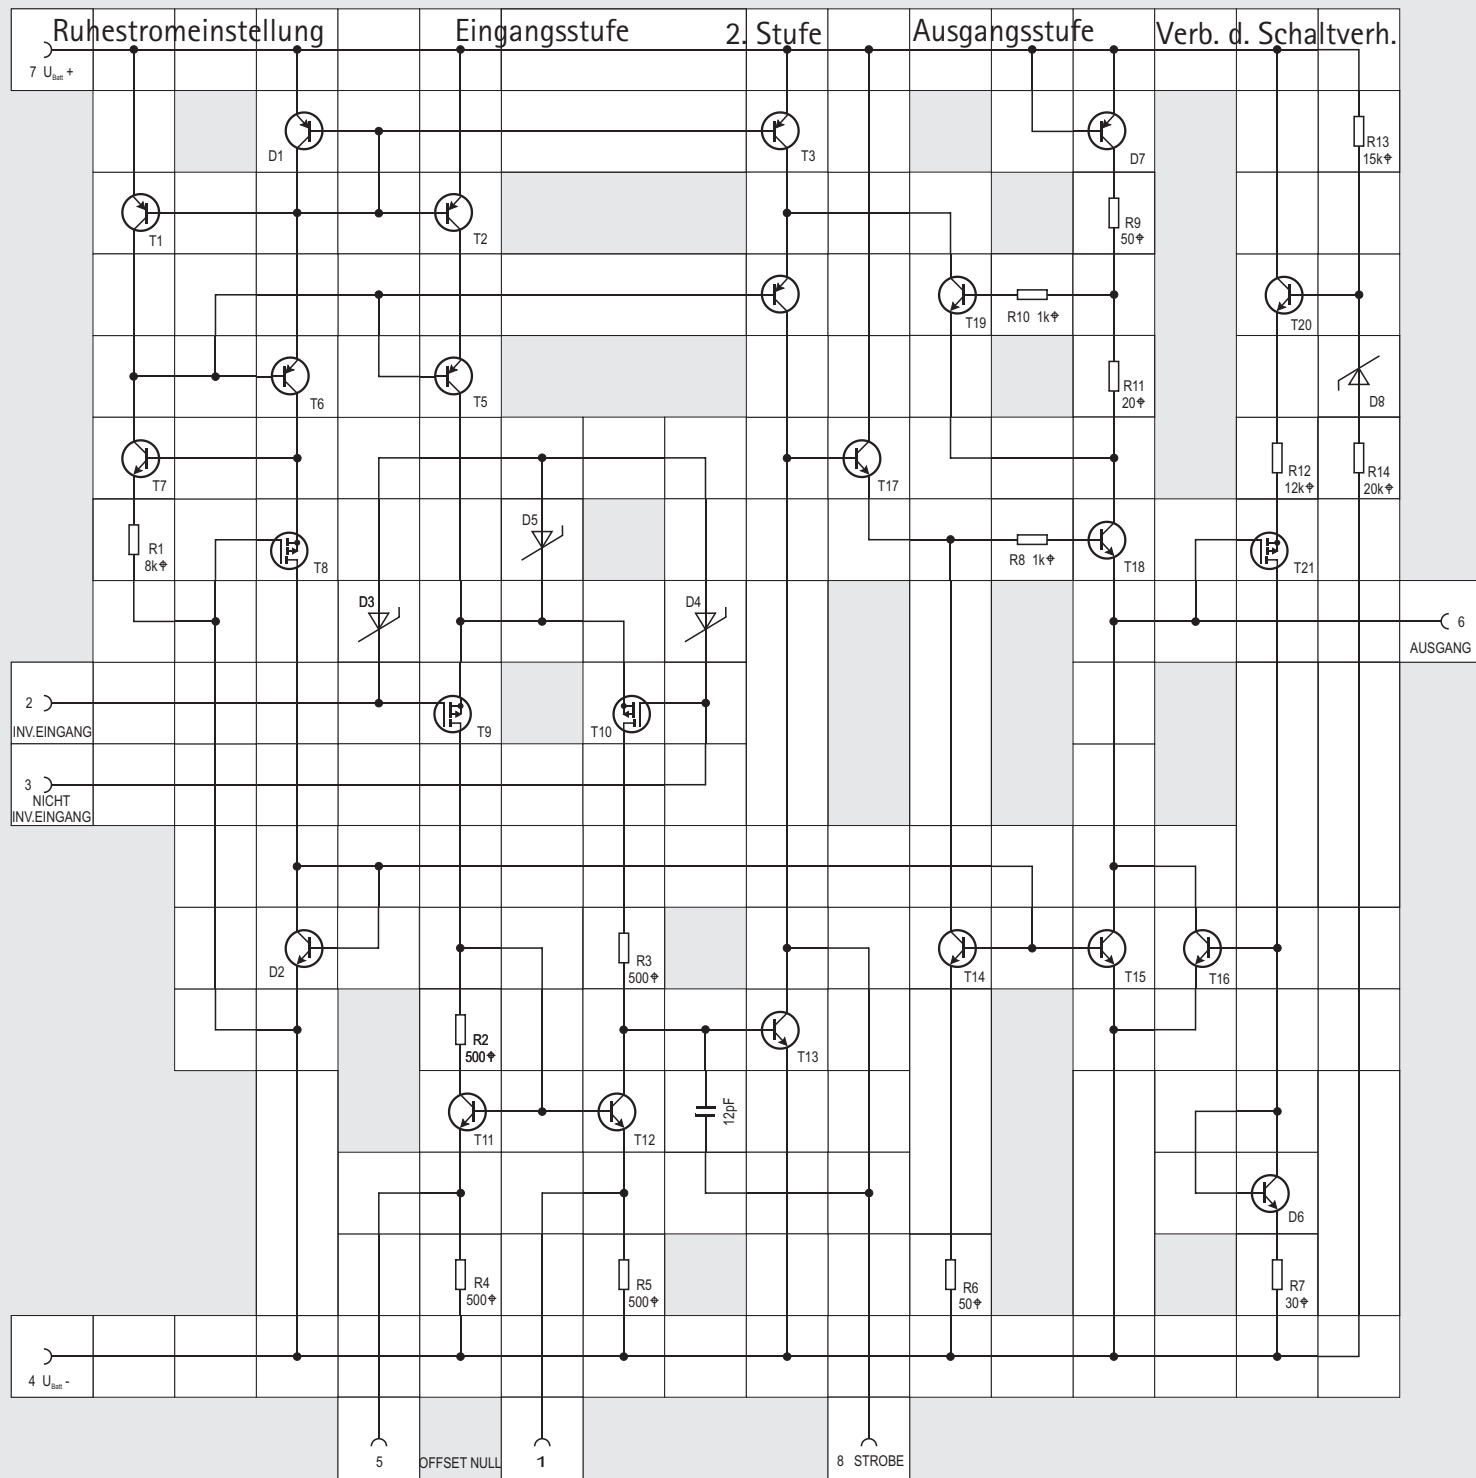 Ruhestromeinstellung Eingangsstufe 2. Stufe Ausgangsstufe Verb. d. Schaltverh.
7 UBatt +
D1 T3 D7 R13
15k⌖
T1 T2 R9
50⌖
T19 R10 1k⌖ T20
T6 T5 R11
20⌖ D8
T7 T17 R12
12k⌖ R14
20k⌖
R1
8k⌖ T8 D5 R8 1k⌖ T18 T21
D3 D4 6
AUSGANG
2
INV.EINGANG T9 T10
3
NICHT
INV.EINGANG
D2 R3
500⌖ T14 T15 T16
R2
500⌖ T13
T11 T12 12pF
D6
R4
500⌖ R5
500⌖ R6
50⌖ R7
30⌖
4 UBatt -
5 OFFSET NULL 1 8 STROBE